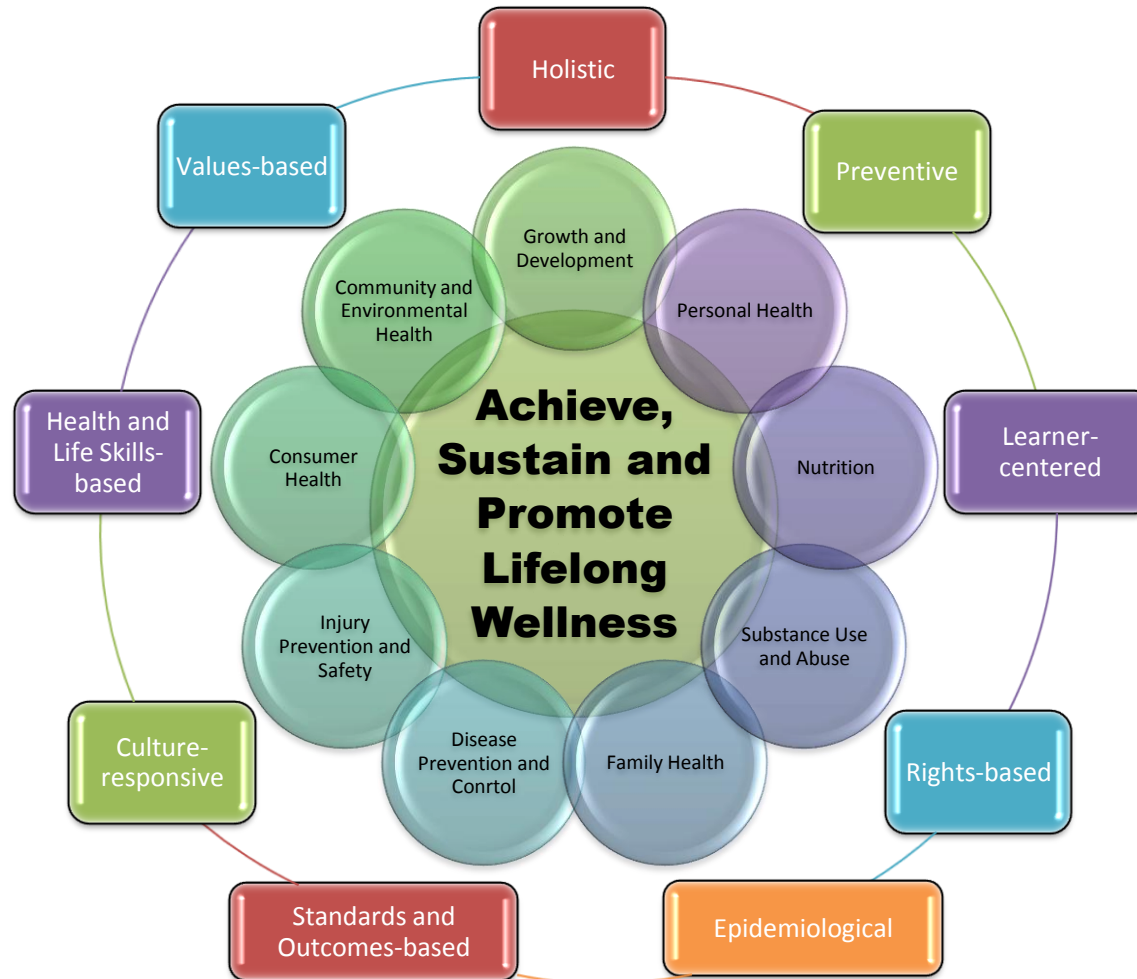 Holistic
Values-based
Preventive
Growth and
Development
Community and
Environmental
Health
Personal Health
Achieve,
Sustain and
Promote
Lifelong
Wellness
Health and
Life Skills-
based
Consumer
Health
Nutrition
Learner-
centered
Injury
Prevention and
Safety
Substance Use
and Abuse
Culture-
responsive
Disease
Prevention and
Conrtol
Family Health
Rights-based
Standards and
Outcomes-based
Epidemiological